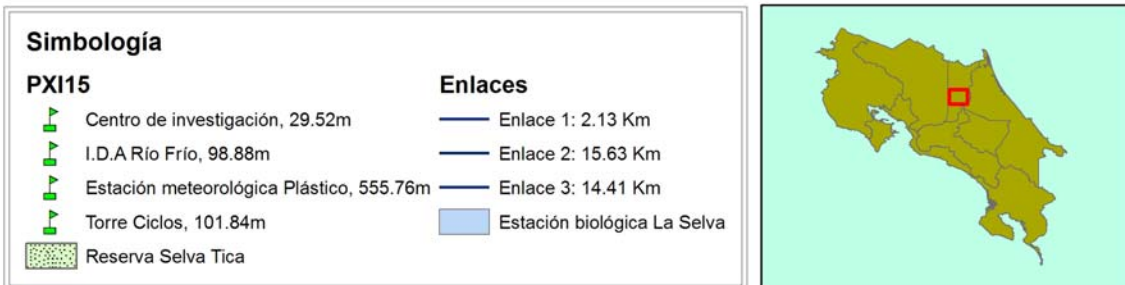 Simbología
PXI15
Centro de investigación, 29.52m
I.D.A Río Frío, 98.88m
Estación meteorológica Plástico, 555.76m
Torre Ciclos, 101.84m
Reserva Selva Tica
Enlaces
Enlace 1: 2.13 Km
Enlace 2: 15.63 Km
Enlace 3: 14.41 Km
Estación biológica La Selva